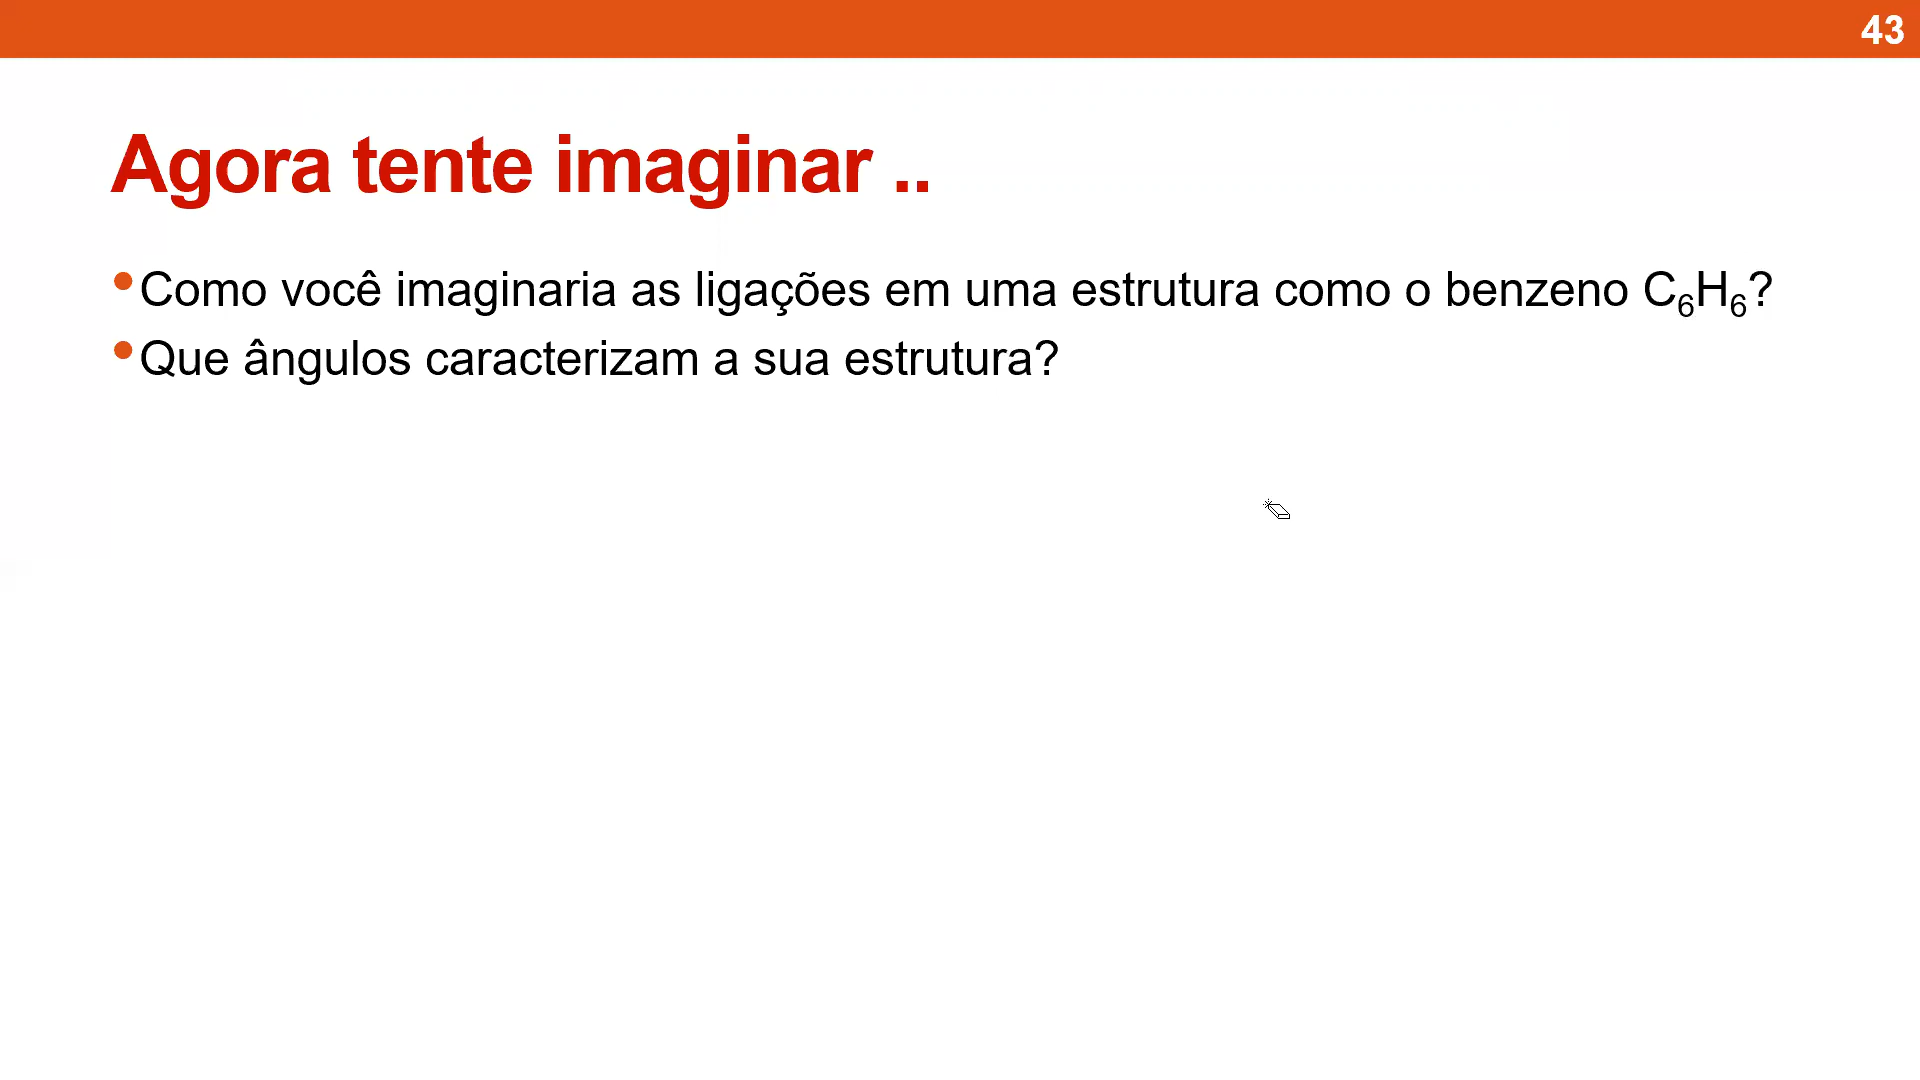 43
Agora tente imaginar ..
•Como você imaginaria as ligações em uma estrutura como o benzeno C₆H₆?
•Que ângulos caracterizam a sua estrutura?